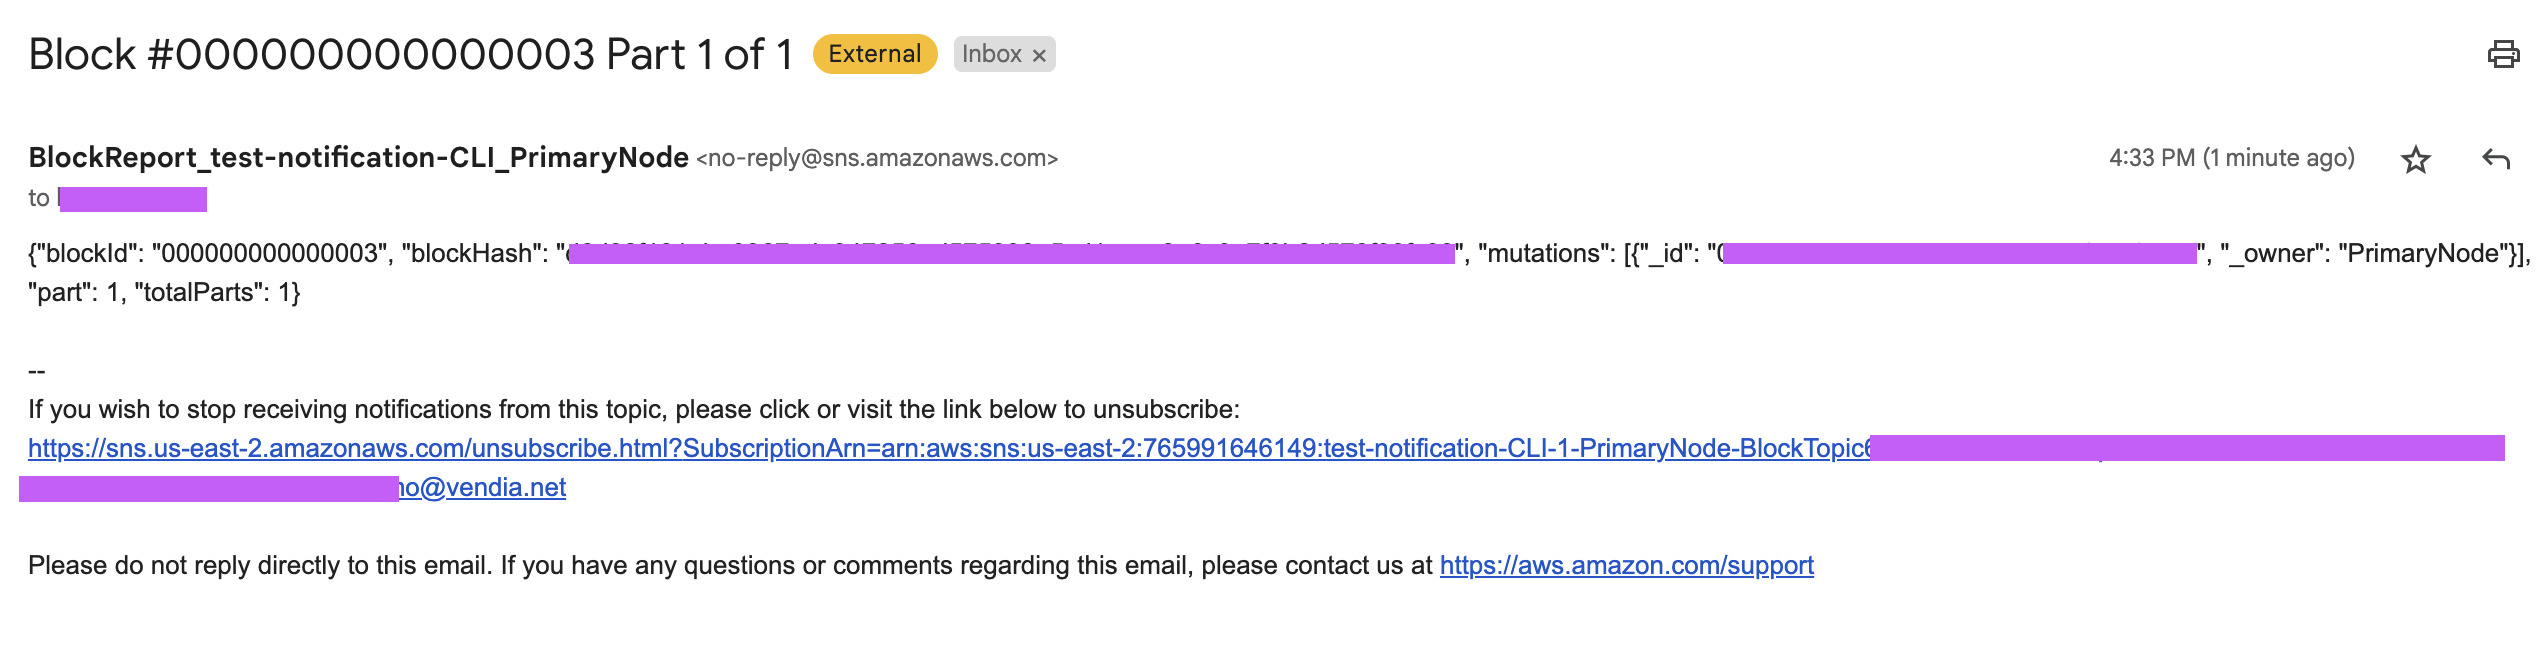 Block #000000000000003 Part 1 of 1 External Inbox ×
BlockReport_test-notification-CLI_PrimaryNode <no-reply@sns.amazonaws.com> 4:33 PM (1 minute ago)
to
{"blockId": "000000000000003", "blockHash": " ", "mutations": [{"_id": " ", "_owner": "PrimaryNode"}],
"part": 1, "totalParts": 1}
--
If you wish to stop receiving notifications from this topic, please click or visit the link below to unsubscribe:
https://sns.us-east-2.amazonaws.com/unsubscribe.html?SubscriptionArn=arn:aws:sns:us-east-2:765991646149:test-notification-CLI-1-PrimaryNode-BlockTopic
no@vendia.net
Please do not reply directly to this email. If you have any questions or comments regarding this email, please contact us at https://aws.amazon.com/support